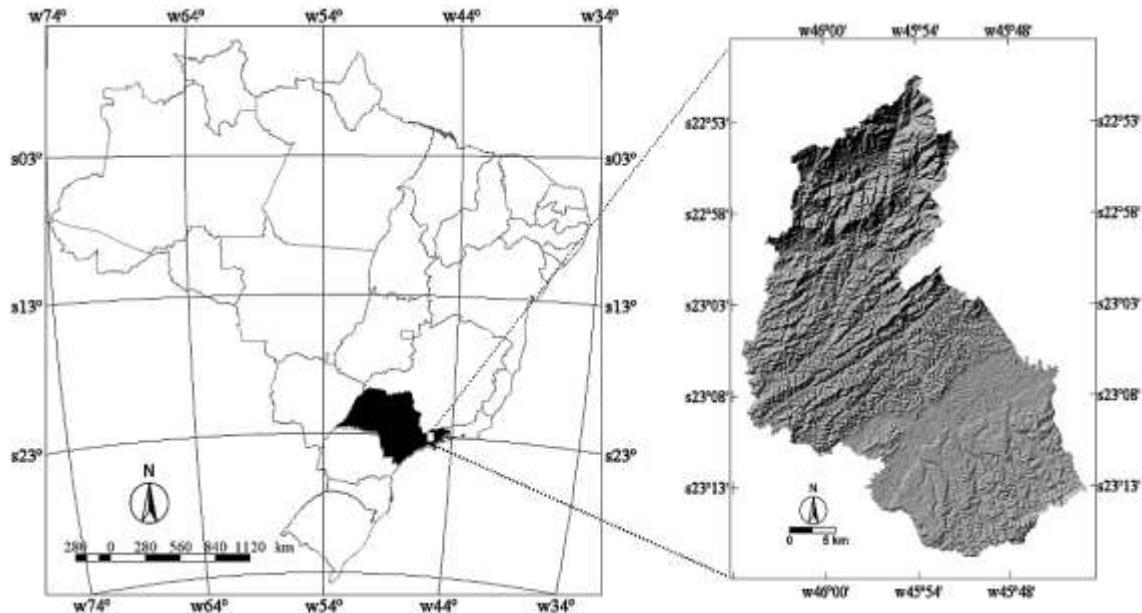 w74º w64º w54º w44º w34º
s03º s03º
s13º s13º
s23º s23º
N
280 0 280 560 840 1120 km
w74º w64º w54º w44º w34º
w46º00' w45º54' w45º48'
s22º53' s22º53'
s22º58' s22º58'
s23º03' s23º03'
s23º08' s23º08'
s23º13' s23º13'
N
0 5 km
w46º00' w45º54' w45º48'